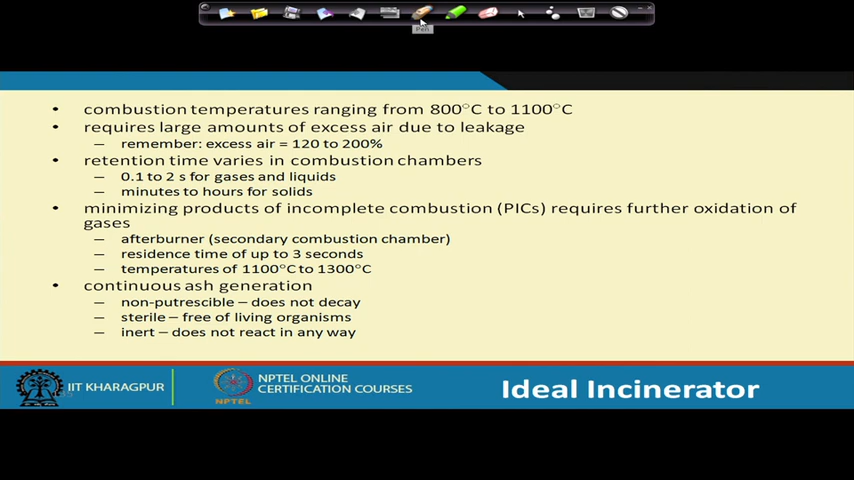 Pen
• combustion temperatures ranging from 800°C to 1100°C
• requires large amounts of excess air due to leakage
– remember: excess air = 120 to 200%
• retention time varies in combustion chambers
– 0.1 to 2 s for gases and liquids
– minutes to hours for solids
• minimizing products of incomplete combustion (PICs) requires further oxidation of
gases
– afterburner (secondary combustion chamber)
– residence time of up to 3 seconds
– temperatures of 1100°C to 1300°C
• continuous ash generation
– non-putrescible – does not decay
– sterile – free of living organisms
– inert – does not react in any way
IIT KHARAGPUR
NPTEL
NPTEL ONLINE
CERTIFICATION COURSES
Ideal Incinerator